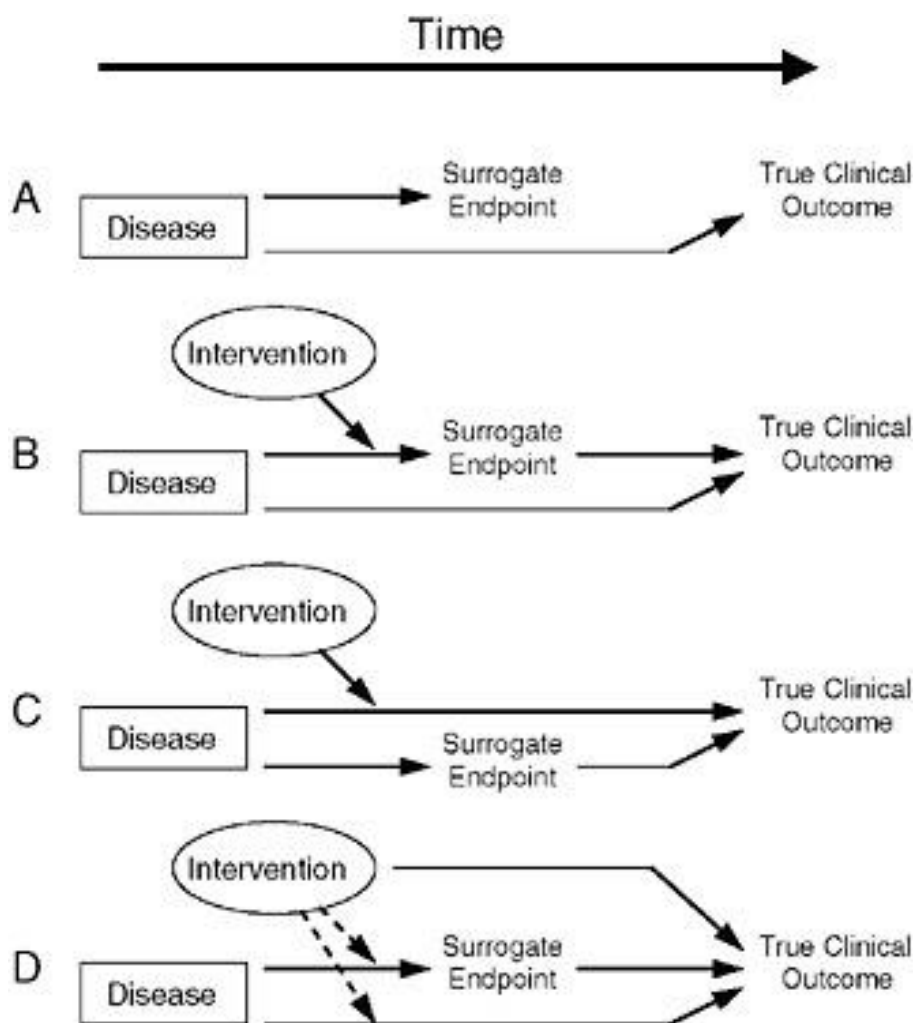 Time
A
Surrogate
Endpoint
True Clinical
Outcome
Disease
Intervention
B
Surrogate
Endpoint
True Clinical
Outcome
Disease
Intervention
C
True Clinical
Outcome
Disease
Surrogate
Endpoint
Intervention
D
Surrogate
Endpoint
True Clinical
Outcome
Disease